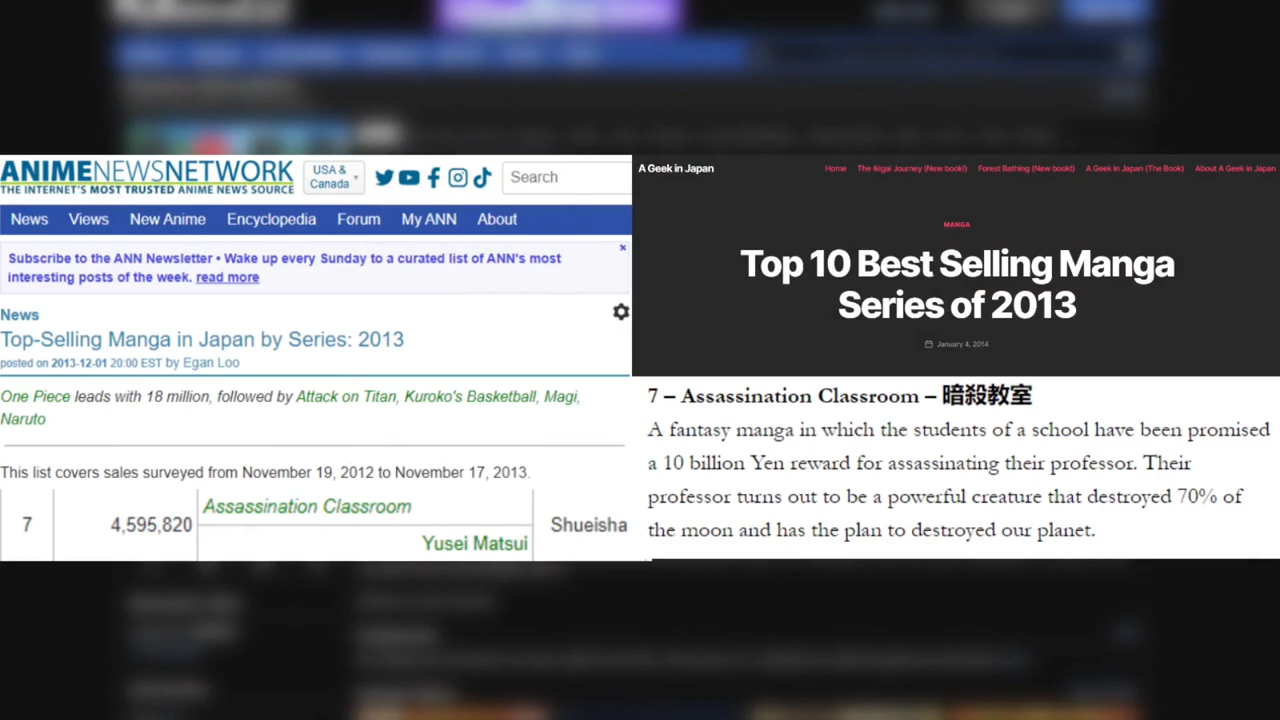 ANIMENEWSNETWORK
THE INTERNET'S MOST TRUSTED ANIME NEWS SOURCE
USA &
Canada
Search
News Views New Anime Encyclopedia Forum My ANN About
Subscribe to the ANN Newsletter • Wake up every Sunday to a curated list of ANN's most
interesting posts of the week. read more
x
News
Top-Selling Manga in Japan by Series: 2013
posted on 2013-12-01 20:00 EST by Egan Loo
One Piece leads with 18 million, followed by Attack on Titan, Kuroko's Basketball, Magi,
Naruto
This list covers sales surveyed from November 19, 2012 to November 17, 2013.
7 4,595,820 Assassination Classroom Shueisha
Yusei Matsui
A Geek in Japan
Home The Ikigai Journey (New book!) Forest Bathing (New book!) A Geek in Japan (The Book) About A Geek in Japan
MANGA
Top 10 Best Selling Manga
Series of 2013
January 4, 2014
7 – Assassination Classroom – 暗殺教室
A fantasy manga in which the students of a school have been promised
a 10 billion Yen reward for assassinating their professor. Their
professor turns out to be a powerful creature that destroyed 70% of
the moon and has the plan to destroyed our planet.